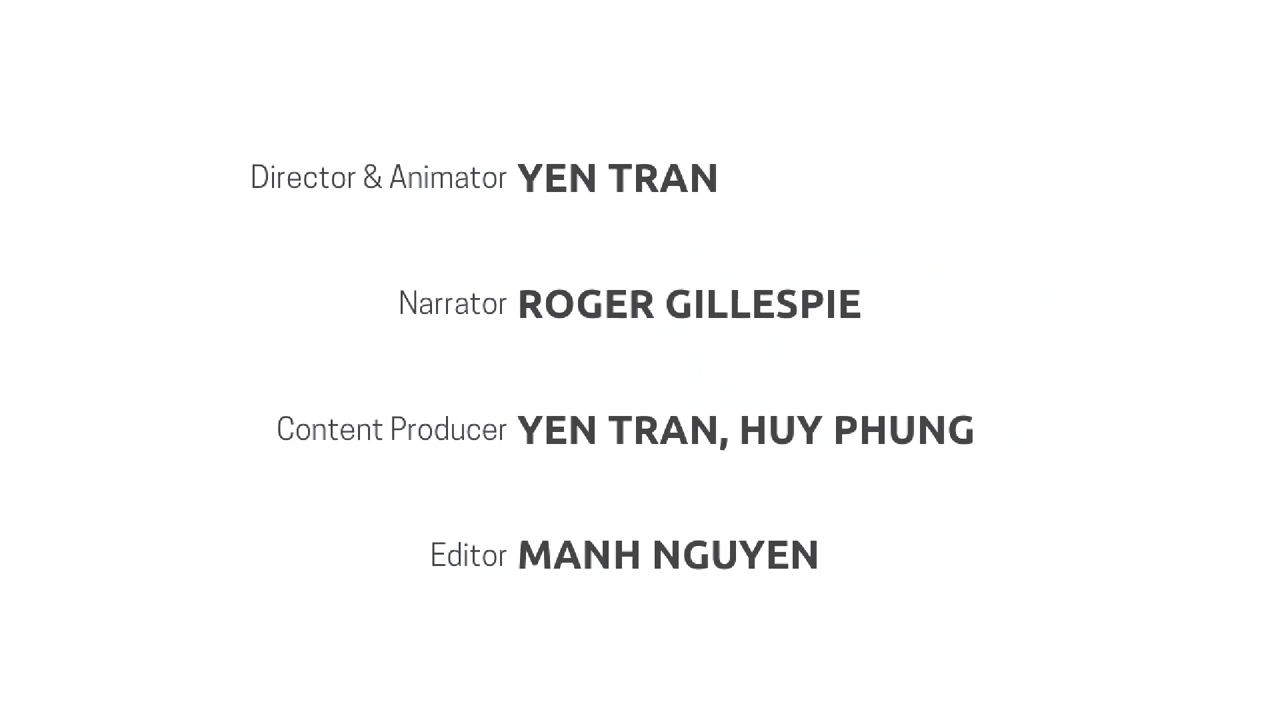 Director & Animator YEN TRAN
Narrator ROGER GILLESPIE
Content Producer YEN TRAN, HUY PHUNG
Editor MANH NGUYEN